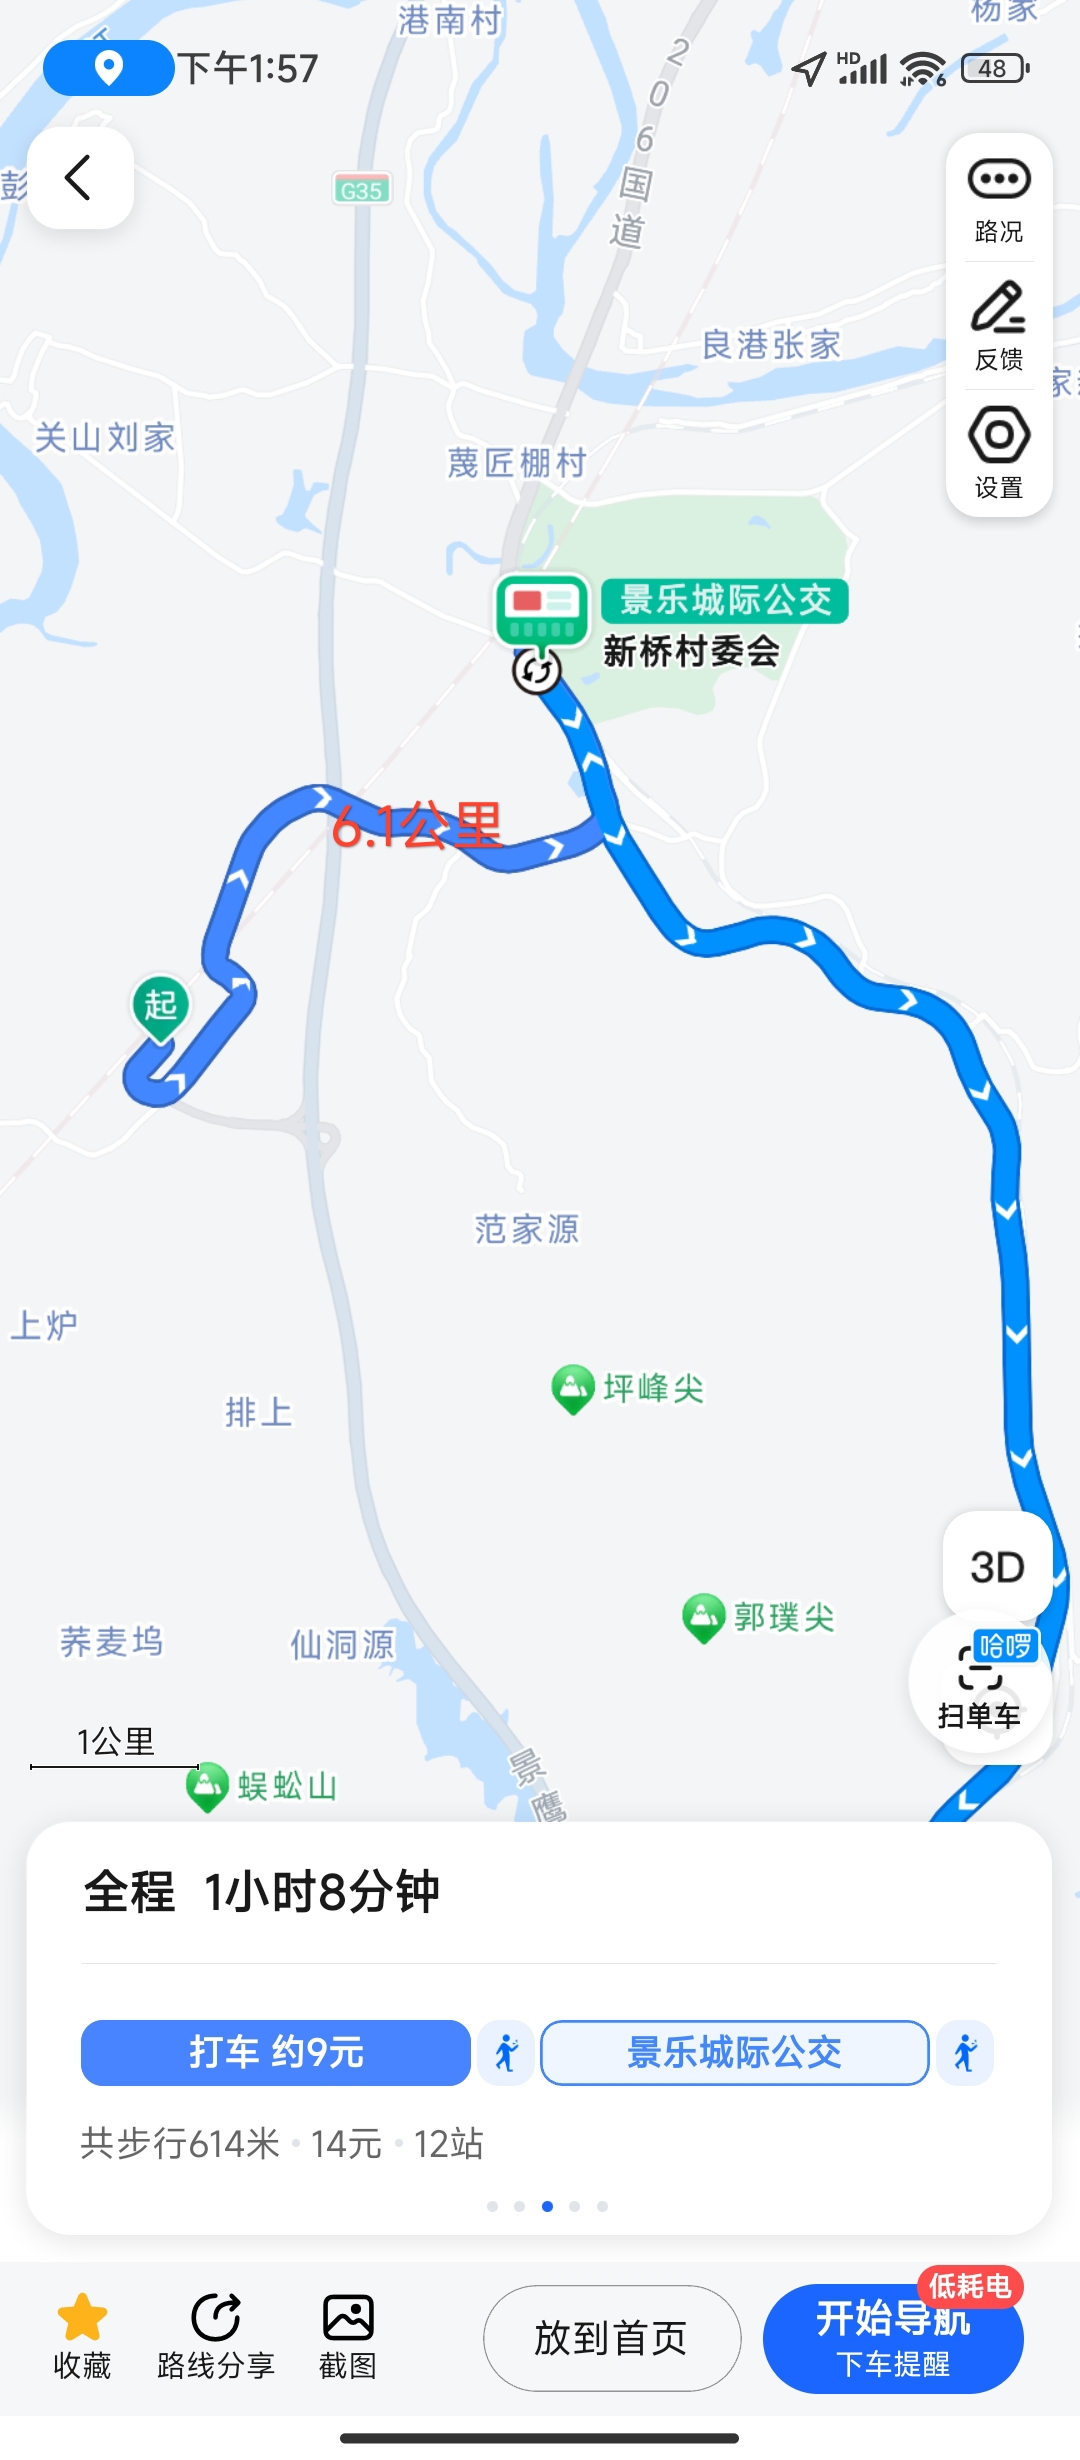 港南村
杨家
下午1:57
HD
6
48
206国道
彭
G35
路况
反馈
设置
良港张家
关山刘家
蔑匠棚村
景乐城际公交
新桥村委会
6.1公里
起
范家源
上炉
坪峰尖
排上
3D
郭璞尖
荞麦坞
仙洞源
哈啰
扫单车
1公里
蜈蚣山
景鹰
全程 1小时8分钟
打车 约9元
景乐城际公交
共步行614米 • 14元 • 12站
低耗电
收藏
路线分享
截图
放到首页
开始导航
下车提醒